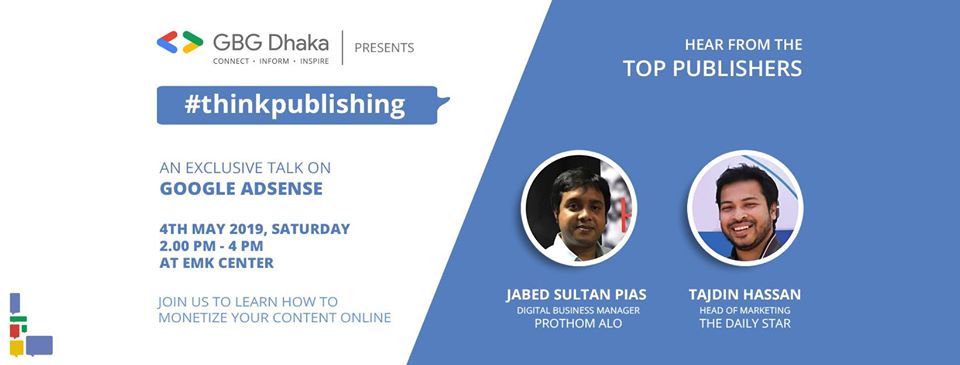 GBG Dhaka
CONNECT • INFORM • INSPIRE
PRESENTS
#thinkpublishing
AN EXCLUSIVE TALK ON
GOOGLE ADSENSE
4TH MAY 2019, SATURDAY
2.00 PM - 4 PM
AT EMK CENTER
JOIN US TO LEARN HOW TO
MONETIZE YOUR CONTENT ONLINE
HEAR FROM THE
TOP PUBLISHERS
JABED SULTAN PIAS
DIGITAL BUSINESS MANAGER
PROTHOM ALO
TAJDIN HASSAN
HEAD OF MARKETING
THE DAILY STAR